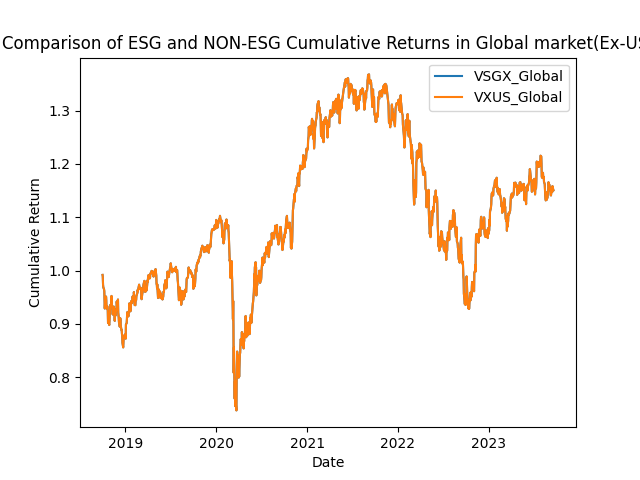 Comparison of ESG and NON-ESG Cumulative Returns in Global market(Ex-US
VSGX_Global
VXUS_Global
1.3
1.2
1.1
1.0
0.9
0.8
Cumulative Return
2019 2020 2021 2022 2023
Date